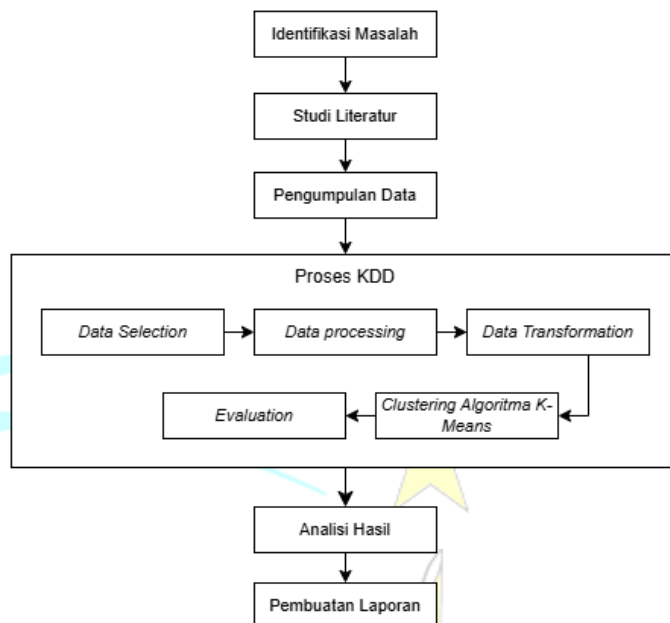 Identifikasi Masalah
Studi Literatur
Pengumpulan Data
Proses KDD
Data Selection
Data processing
Data Transformation
Clustering Algoritma K-
Means
Evaluation
Analisi Hasil
Pembuatan Laporan